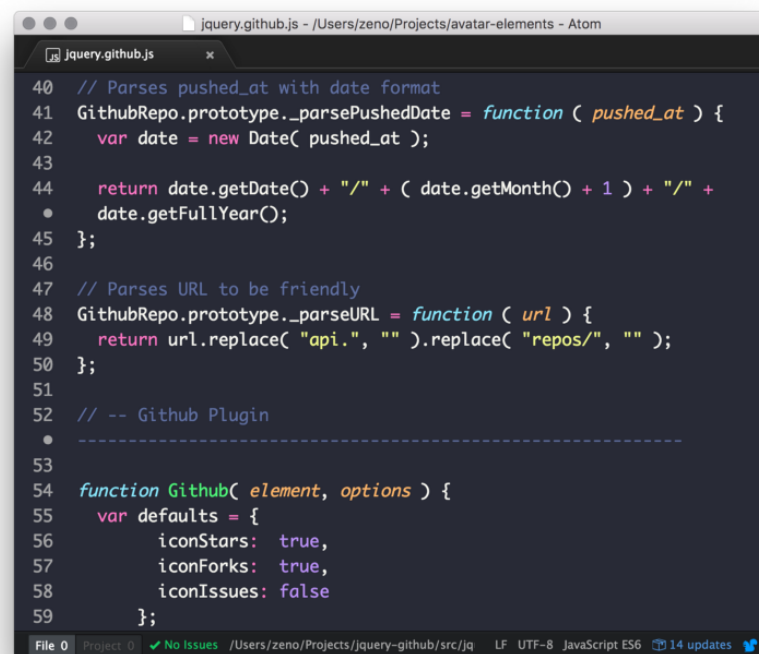 jquery.github.js - /Users/zeno/Projects/avatar-elements - Atom
JS jquery.github.js ×
40 // Parses pushed_at with date format
41 GithubRepo.prototype._parsePushedDate = function ( pushed_at ) {
42 var date = new Date( pushed_at );
43
44 return date.getDate() + "/" + ( date.getMonth() + 1 ) + "/" +
• date.getFullYear();
45 };
46
47 // Parses URL to be friendly
48 GithubRepo.prototype._parseURL = function ( url ) {
49 return url.replace( "api.", "" ).replace( "repos/", "" );
50 };
51
52 // -- Github Plugin
• ------------------------------------------------------------
53
54 function Github( element, options ) {
55 var defaults = {
56 iconStars: true,
57 iconForks: true,
58 iconIssues: false
59 };
File 0 Project 0 ✓ No Issues /Users/zeno/Projects/jquery-github/src/jq LF UTF-8 JavaScript ES6 14 updates